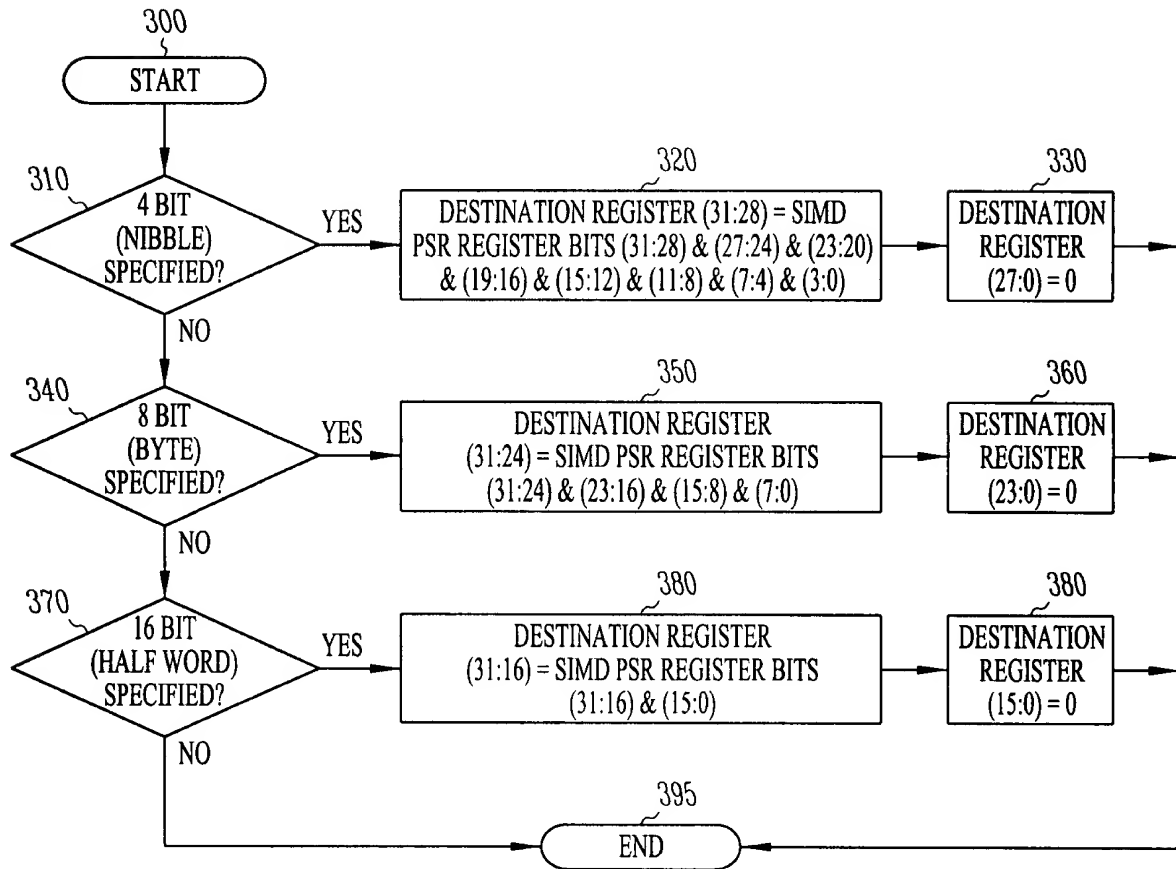 300
START
310
4 BIT
(NIBBLE)
SPECIFIED?
YES
NO
320
DESTINATION REGISTER (31:28) = SIMD
PSR REGISTER BITS (31:28) & (27:24) & (23:20)
& (19:16) & (15:12) & (11:8) & (7:4) & (3:0)
330
DESTINATION
REGISTER
(27:0) = 0
340
8 BIT
(BYTE)
SPECIFIED?
YES
NO
350
DESTINATION REGISTER
(31:24) = SIMD PSR REGISTER BITS
(31:24) & (23:16) & (15:8) & (7:0)
360
DESTINATION
REGISTER
(23:0) = 0
370
16 BIT
(HALF WORD)
SPECIFIED?
YES
NO
380
DESTINATION REGISTER
(31:16) = SIMD PSR REGISTER BITS
(31:16) & (15:0)
380
DESTINATION
REGISTER
(15:0) = 0
395
END